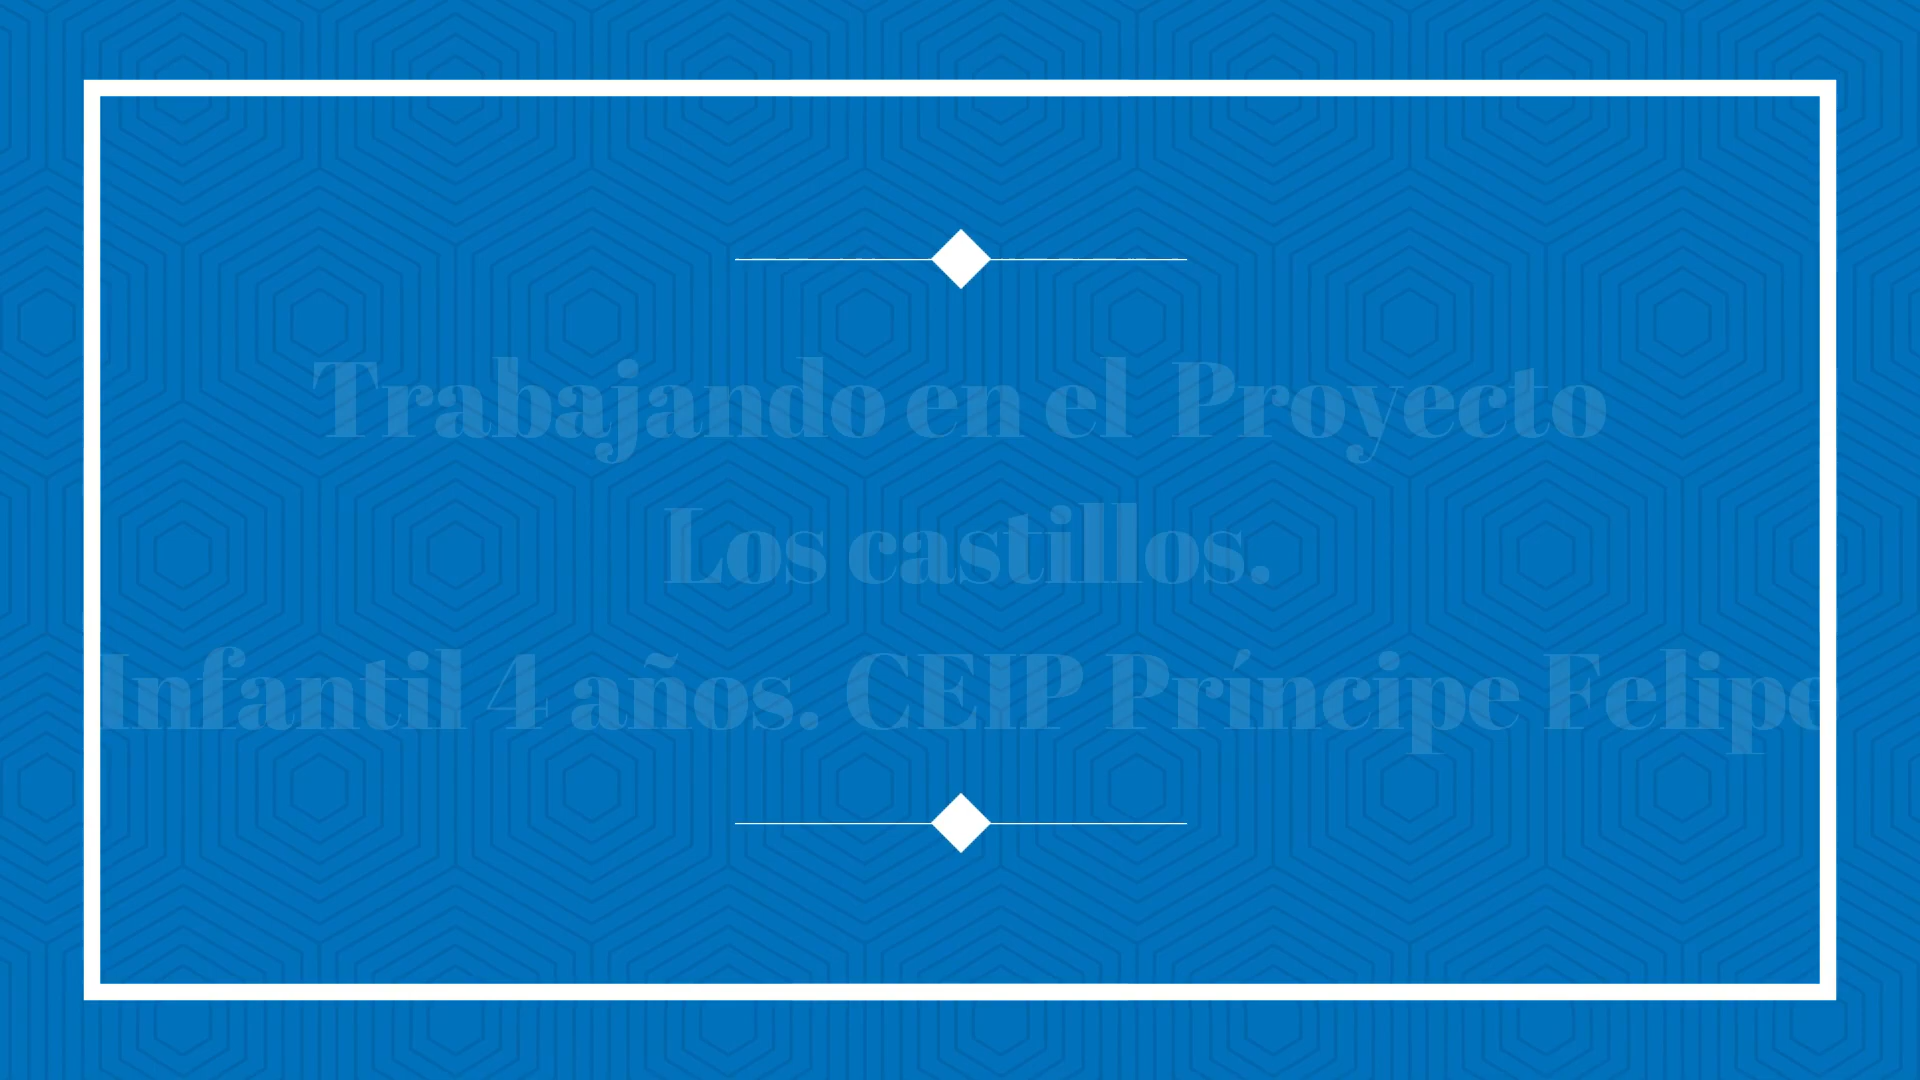 Trabajando en el Proyecto
Los castillos.
Infantil 4 años. CEIP Príncipe Felipe